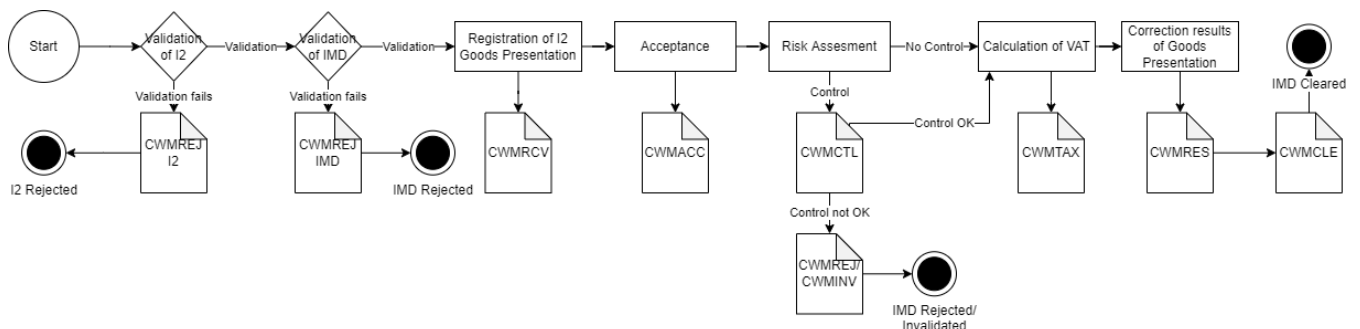 Start
Validation
of I2
Validation
Validation
of IMD
Validation
Registration of I2
Goods Presentation
Acceptance
Risk Assesment
No Control
Calculation of VAT
Correction results
of Goods
Presentation
IMD Cleared
Validation fails
Validation fails
Control
Control OK
CWMREJ
I2
I2 Rejected
CWMREJ
IMD
IMD Rejected
CWMRCV
CWMACC
CWMCTL
CWMTAX
CWMRES
CWMCLE
Control not OK
CWMREJ/
CWMINV
IMD Rejected/
Invalidated